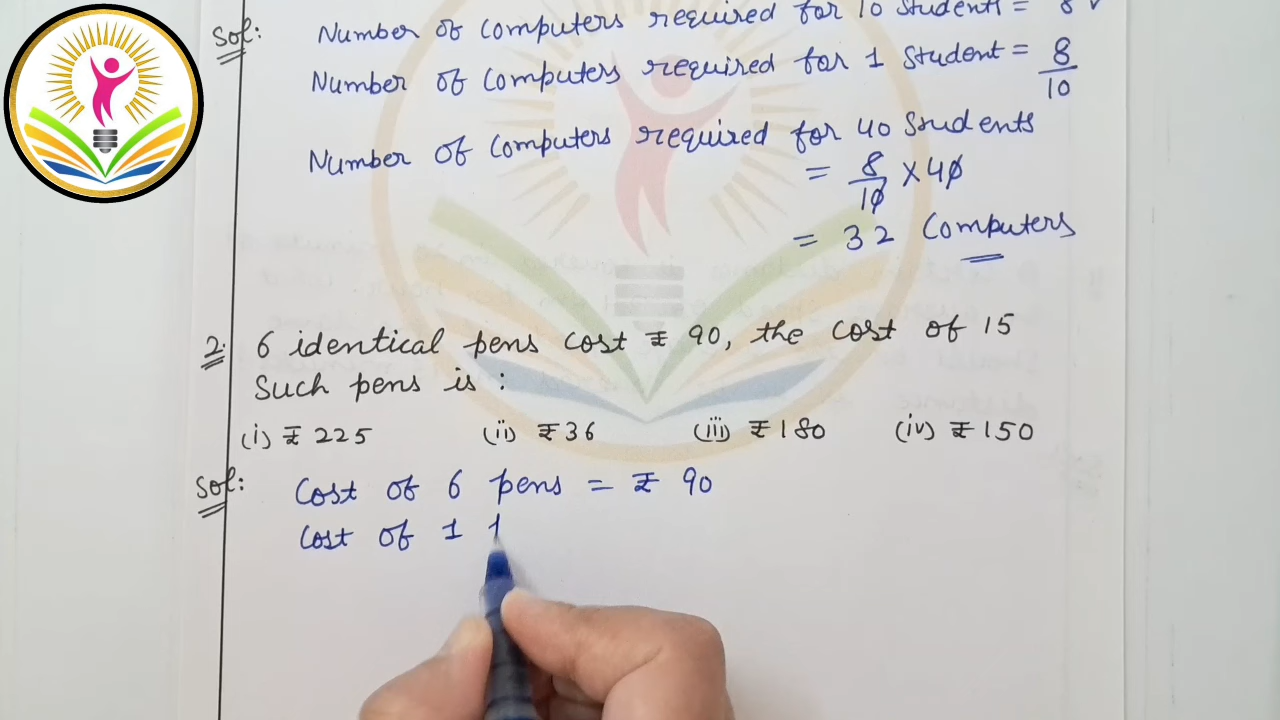 Sol: Number of Computers required for 10 Students = 8
Number of Computers required for 1 Student = 8/10
Number of Computers required for 40 Students
= 8/10 × 40
= 32 Computers
2. 6 identical pens cost ₹ 90, the cost of 15
Such pens is :
(i) ₹ 225 (ii) ₹ 36 (iii) ₹ 180 (iv) ₹ 150
Sol: Cost of 6 pens = ₹ 90
Cost of 1